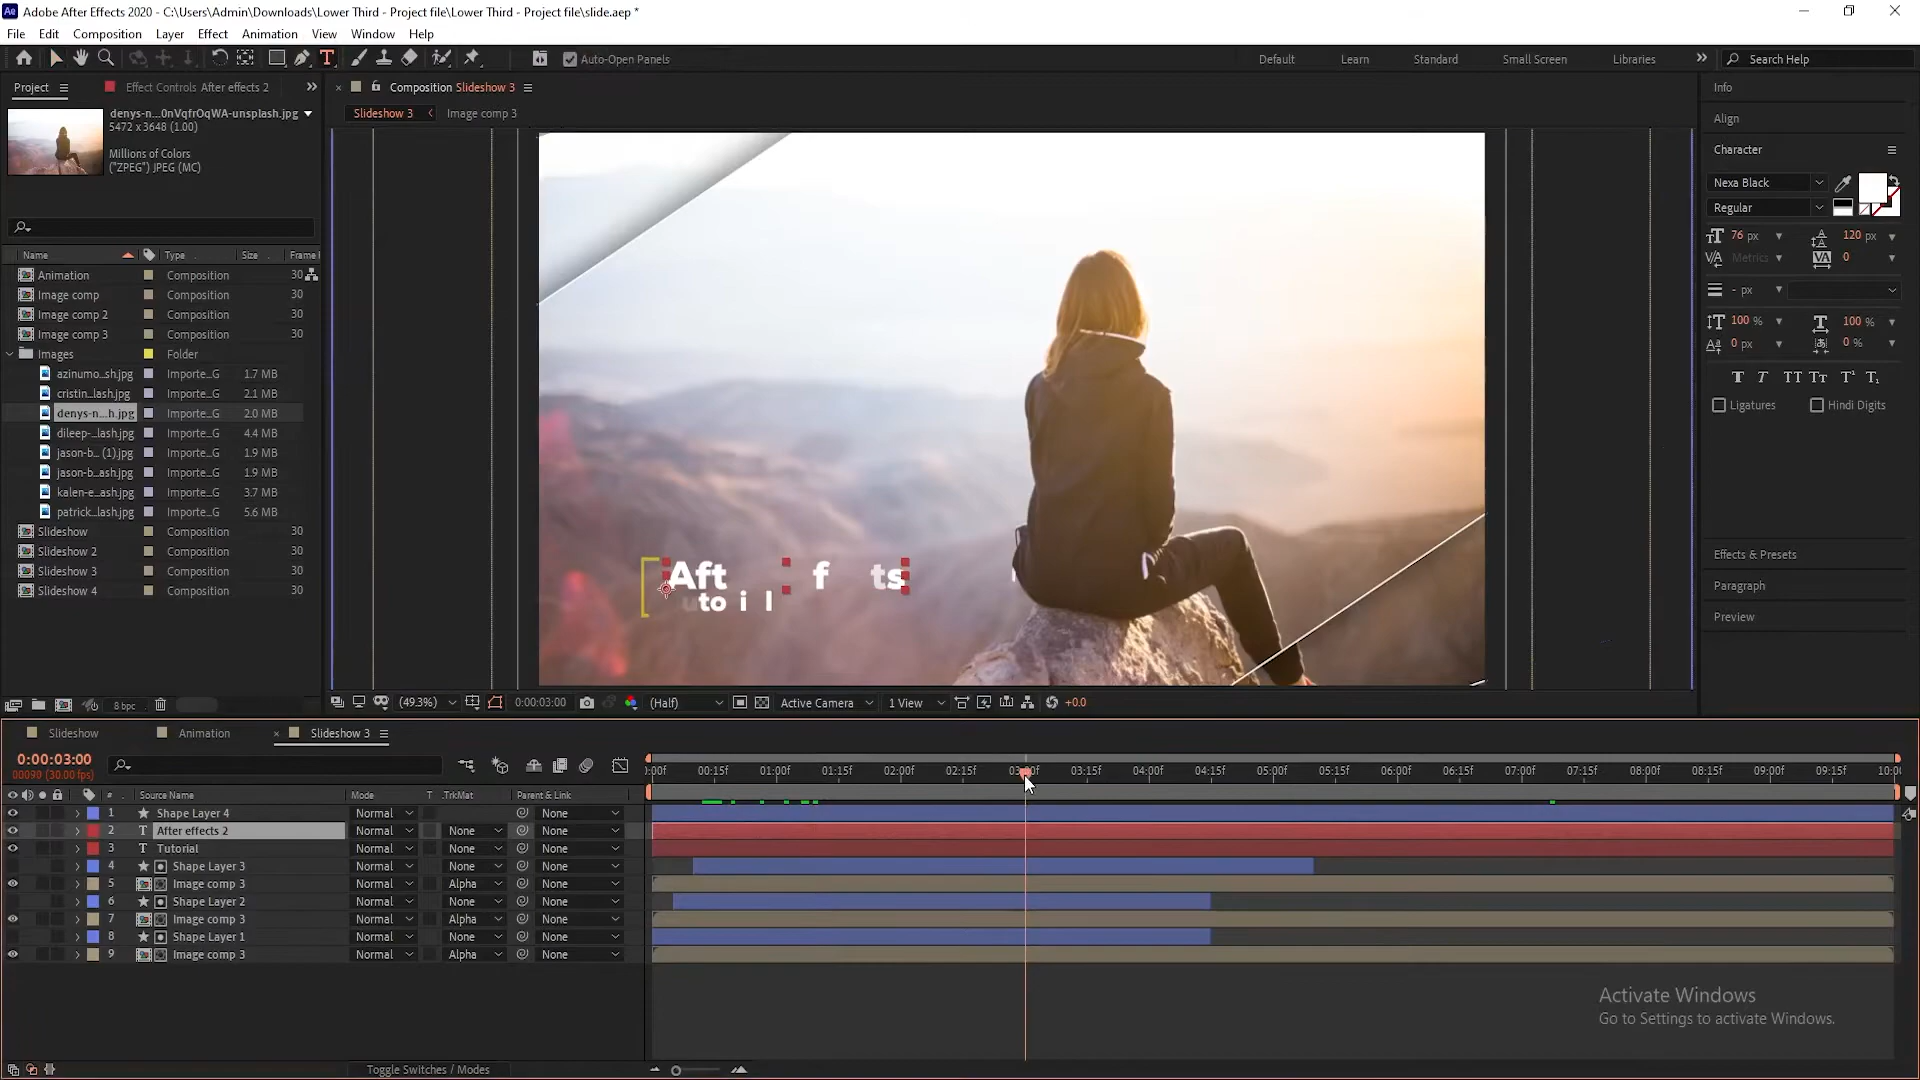 Adobe After Effects 2020 - C:\Users\Admin\Downloads\Lower Third - Project file\Lower Third - Project file\slide.aep *
File Edit Composition Layer Effect Animation View Window Help
Auto-Open Panels
Default Learn Standard Small Screen Libraries Search Help
Project Effect Controls After effects 2
Composition Slideshow 3
Slideshow 3 Image comp 3
denys-n...0nVqfrOqWA-unsplash.jpg
5472 x 3648 (1.00)
Millions of Colors
("ZPEG") JPEG (MC)
Name Type Size Frame
Animation Composition 30
Image comp Composition 30
Image comp 2 Composition 30
Image comp 3 Composition 30
Images Folder
azinumo...sh.jpg Importe...G 1.7 MB
cristin...lash.jpg Importe...G 2.1 MB
denys-n...h.jpg Importe...G 2.0 MB
dileep-...lash.jpg Importe...G 4.4 MB
jason-b... (1).jpg Importe...G 1.9 MB
jason-b...ash.jpg Importe...G 1.9 MB
kalen-e...ash.jpg Importe...G 3.7 MB
patrick...lash.jpg Importe...G 5.6 MB
Slideshow Composition 30
Slideshow 2 Composition 30
Slideshow 3 Composition 30
Slideshow 4 Composition 30
8 bpc
Aft f ts
uto i l
(49.3%) 0:00:03:00 (Half) Active Camera 1 View +0.0
Info
Align
Character
Nexa Black
Regular
76 px 120 px
Metrics 0
- px
100 % 100 %
0 px 0 %
T T TT Tt T¹ T₁
Ligatures Hindi Digits
Effects & Presets
Paragraph
Preview
Slideshow Animation Slideshow 3
0:00:03:00
00090 (30.00 fps)
:00f 00:15f 01:00f 01:15f 02:00f 02:15f 03:00f 03:15f 04:00f 04:15f 05:00f 05:15f 06:00f 06:15f 07:00f 07:15f 08:00f 08:15f 09:00f 09:15f 10:0
# Source Name Mode T .TrkMat Parent & Link
1 Shape Layer 4 Normal None
2 T After effects 2 Normal None None
3 T Tutorial Normal None None
4 Shape Layer 3 Normal None None
5 Image comp 3 Normal Alpha None
6 Shape Layer 2 Normal None None
7 Image comp 3 Normal Alpha None
8 Shape Layer 1 Normal None None
9 Image comp 3 Normal Alpha None
Toggle Switches / Modes
Activate Windows
Go to Settings to activate Windows.